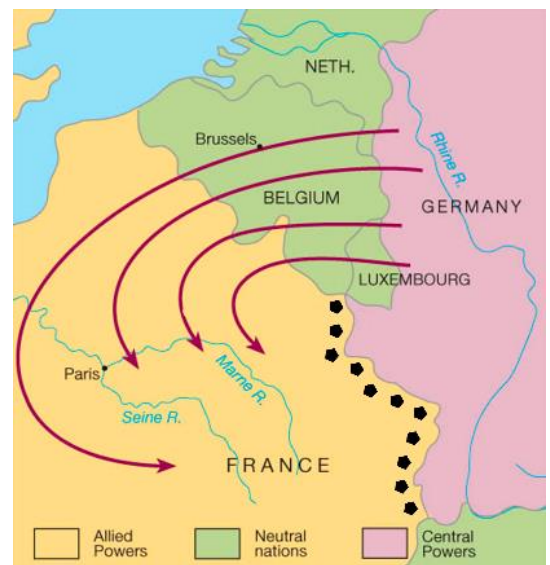 NETH.
Rhine R.
Brussels
BELGIUM
GERMANY
LUXEMBOURG
Paris
Marne R.
Seine R.
FRANCE
Allied
Powers
Neutral
nations
Central
Powers